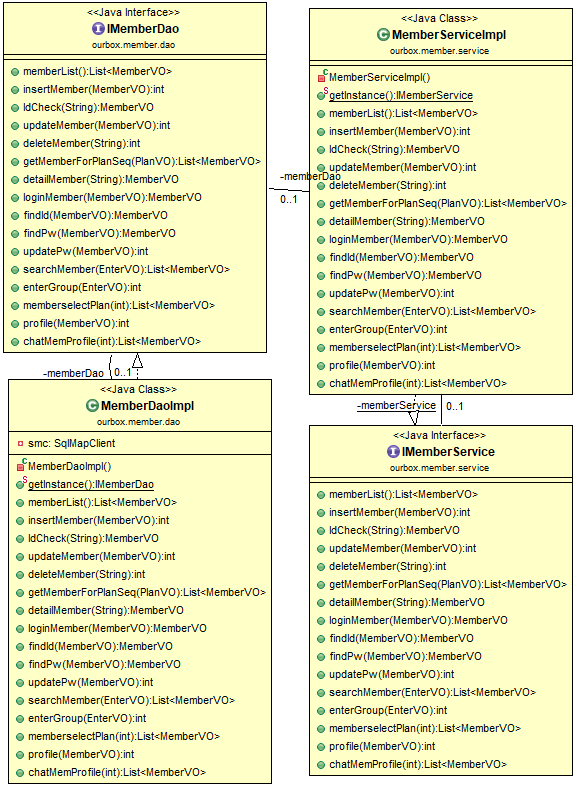 <<Java Interface>>
IMemberDao
ourbox.member.dao
memberList():List<MemberVO>
insertMember(MemberVO):int
IdCheck(String):MemberVO
updateMember(MemberVO):int
deleteMember(String):int
getMemberForPlanSeq(PlanVO):List<MemberVO>
detailMember(String):MemberVO
loginMember(MemberVO):MemberVO
findId(MemberVO):MemberVO
findPw(MemberVO):MemberVO
updatePw(MemberVO):int
searchMember(EnterVO):List<MemberVO>
enterGroup(EnterVO):int
memberselectPlan(int):List<MemberVO>
profile(MemberVO):int
chatMemProfile(int):List<MemberVO>
<<Java Class>>
MemberServiceImpl
ourbox.member.service
MemberServiceImpl()
getInstance():IMemberService
memberList():List<MemberVO>
insertMember(MemberVO):int
IdCheck(String):MemberVO
updateMember(MemberVO):int
deleteMember(String):int
getMemberForPlanSeq(PlanVO):List<MemberVO>
detailMember(String):MemberVO
loginMember(MemberVO):MemberVO
findId(MemberVO):MemberVO
findPw(MemberVO):MemberVO
updatePw(MemberVO):int
searchMember(EnterVO):List<MemberVO>
enterGroup(EnterVO):int
memberselectPlan(int):List<MemberVO>
profile(MemberVO):int
chatMemProfile(int):List<MemberVO>
-memberDao
0..1
-memberDao 0..1
-memberService 0..1
<<Java Class>>
MemberDaoImpl
ourbox.member.dao
smc: SqlMapClient
MemberDaoImpl()
getInstance():IMemberDao
memberList():List<MemberVO>
insertMember(MemberVO):int
IdCheck(String):MemberVO
updateMember(MemberVO):int
deleteMember(String):int
getMemberForPlanSeq(PlanVO):List<MemberVO>
detailMember(String):MemberVO
loginMember(MemberVO):MemberVO
findId(MemberVO):MemberVO
findPw(MemberVO):MemberVO
updatePw(MemberVO):int
searchMember(EnterVO):List<MemberVO>
enterGroup(EnterVO):int
memberselectPlan(int):List<MemberVO>
profile(MemberVO):int
chatMemProfile(int):List<MemberVO>
<<Java Interface>>
IMemberService
ourbox.member.service
memberList():List<MemberVO>
insertMember(MemberVO):int
IdCheck(String):MemberVO
updateMember(MemberVO):int
deleteMember(String):int
getMemberForPlanSeq(PlanVO):List<MemberVO>
detailMember(String):MemberVO
loginMember(MemberVO):MemberVO
findId(MemberVO):MemberVO
findPw(MemberVO):MemberVO
updatePw(MemberVO):int
searchMember(EnterVO):List<MemberVO>
enterGroup(EnterVO):int
memberselectPlan(int):List<MemberVO>
profile(MemberVO):int
chatMemProfile(int):List<MemberVO>